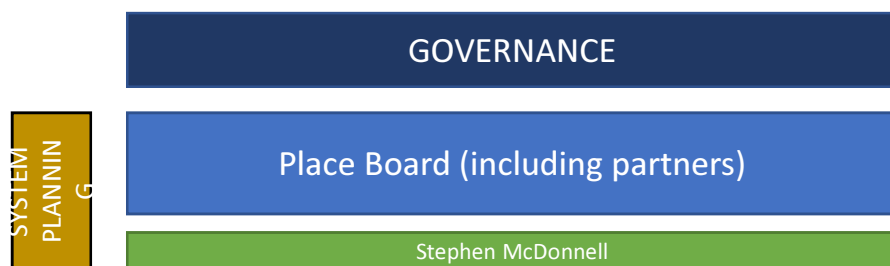 GOVERNANCE
SYSTEM
PLANNIN
G
Place Board (including partners)
Stephen McDonnell